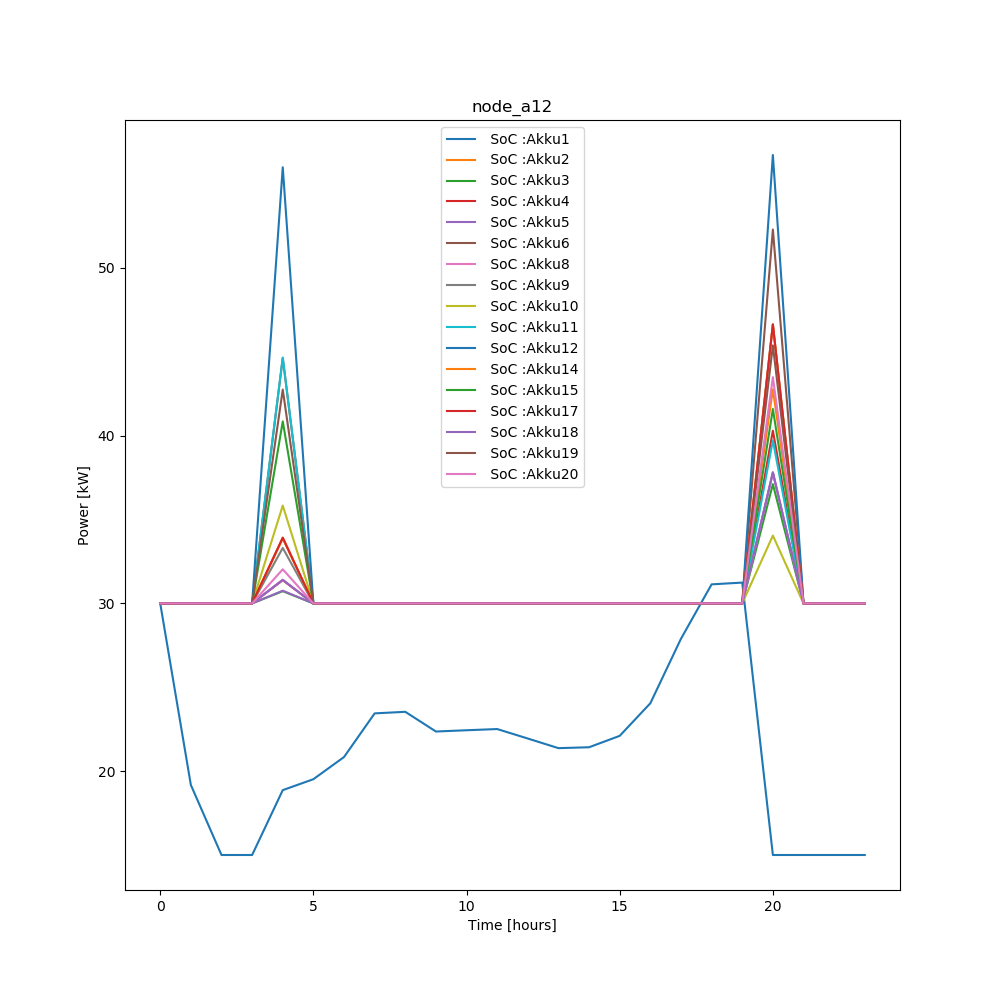 node_a12
SoC :Akku1
SoC :Akku2
SoC :Akku3
SoC :Akku4
SoC :Akku5
SoC :Akku6
SoC :Akku8
SoC :Akku9
SoC :Akku10
SoC :Akku11
SoC :Akku12
SoC :Akku14
SoC :Akku15
SoC :Akku17
SoC :Akku18
SoC :Akku19
SoC :Akku20
Power [kW]
50
40
30
20
0 5 10 15 20
Time [hours]